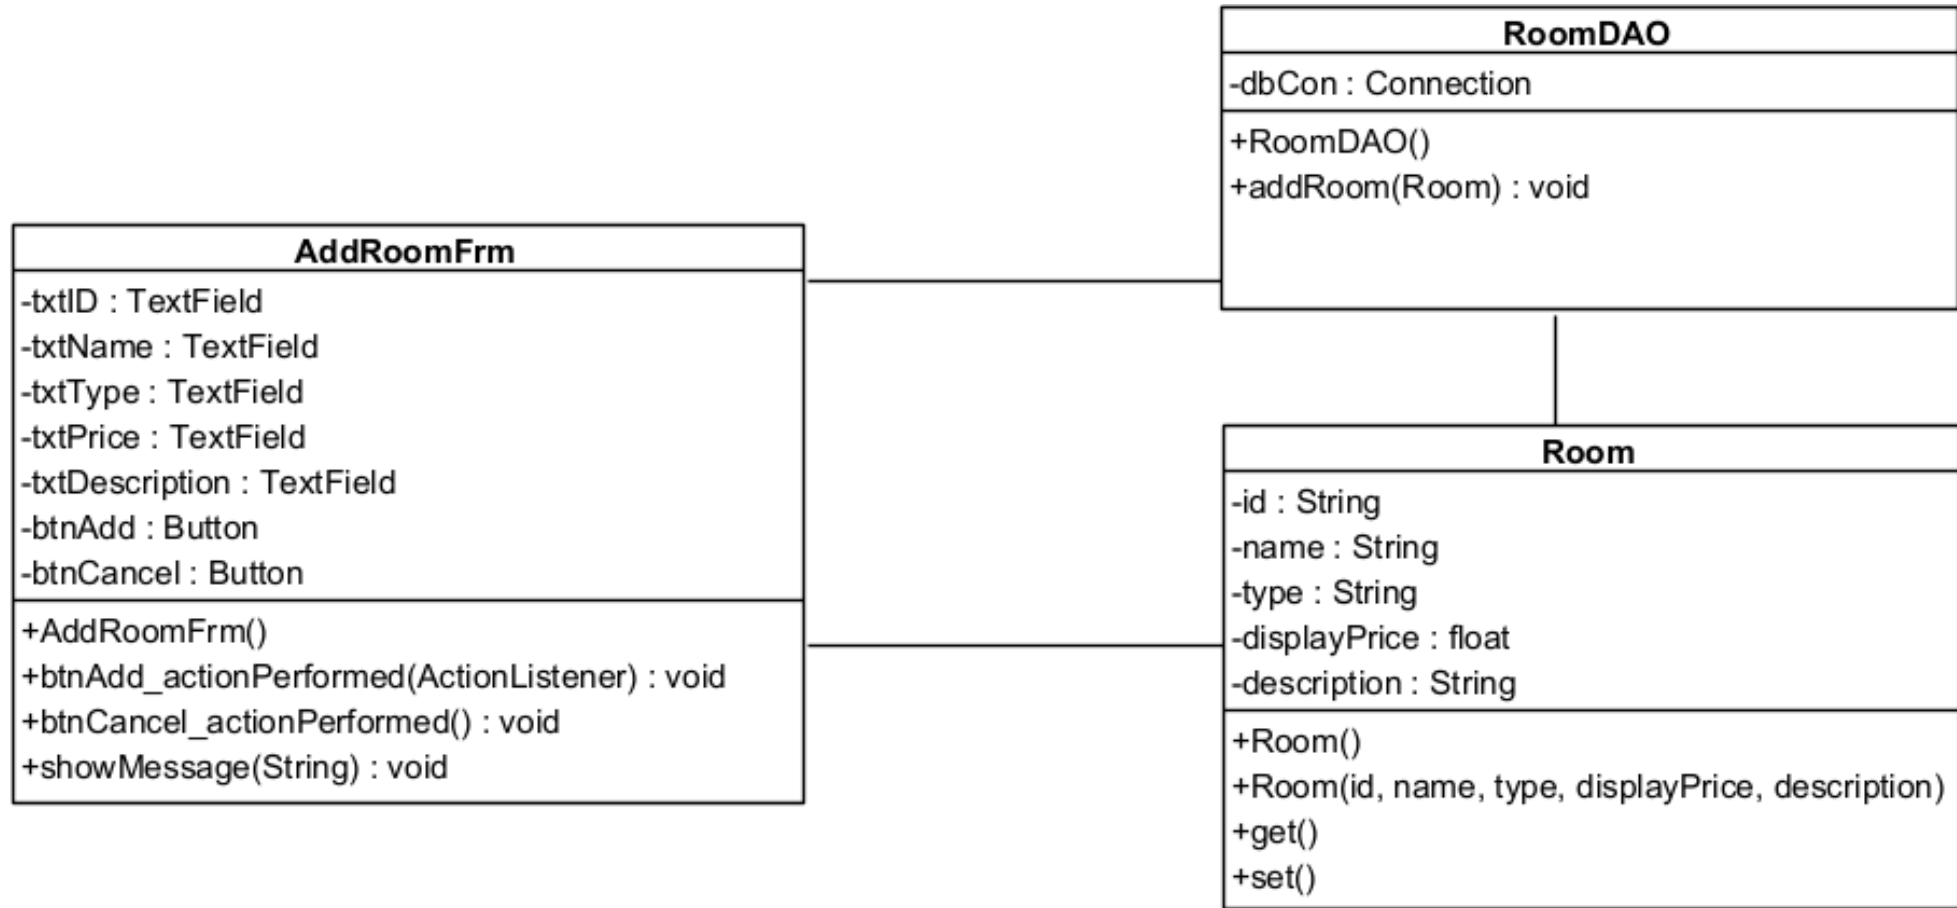 RoomDAO
-dbCon : Connection
+RoomDAO()
+addRoom(Room) : void
AddRoomFrm
-txtID : TextField
-txtName : TextField
-txtType : TextField
-txtPrice : TextField
-txtDescription : TextField
-btnAdd : Button
-btnCancel : Button
+AddRoomFrm()
+btnAdd_actionPerformed(ActionListener) : void
+btnCancel_actionPerformed() : void
+showMessage(String) : void
Room
-id : String
-name : String
-type : String
-displayPrice : float
-description : String
+Room()
+Room(id, name, type, displayPrice, description)
+get()
+set()